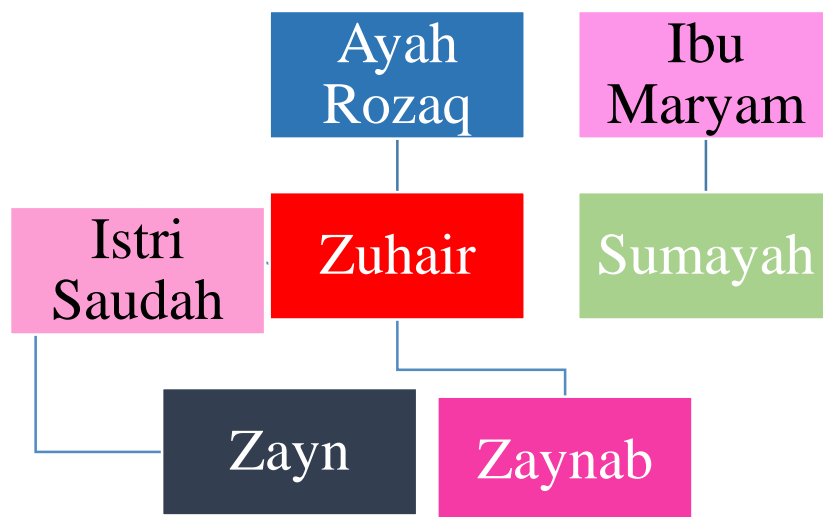 Ayah
Rozaq
Ibu
Maryam
Istri
Saudah
Zuhair
Sumayah
Zayn
Zaynab